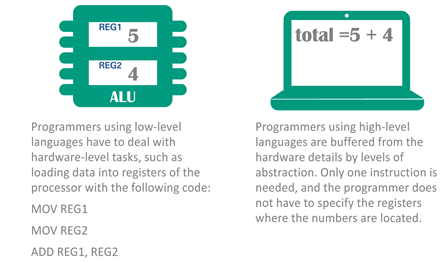 REG1 5
REG2 4
ALU
Programmers using low-level
languages have to deal with
hardware-level tasks, such as
loading data into registers of the
processor with the following code:
MOV REG1
MOV REG2
ADD REG1, REG2
total =5 + 4
Programmers using high-level
languages are buffered from the
hardware details by levels of
abstraction. Only one instruction is
needed, and the programmer does
not have to specify the registers
where the numbers are located.